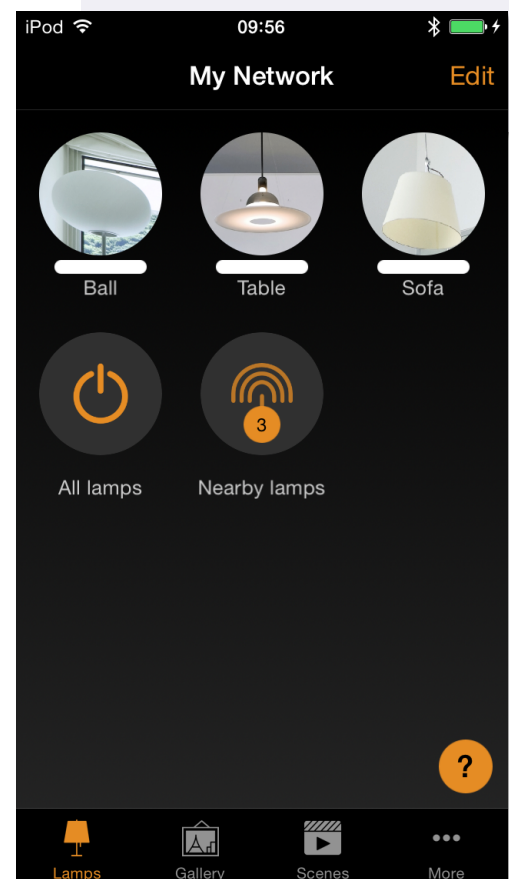 iPod 09:56
My Network Edit
Ball Table Sofa
3
All lamps Nearby lamps
?
Lamps Gallery Scenes More